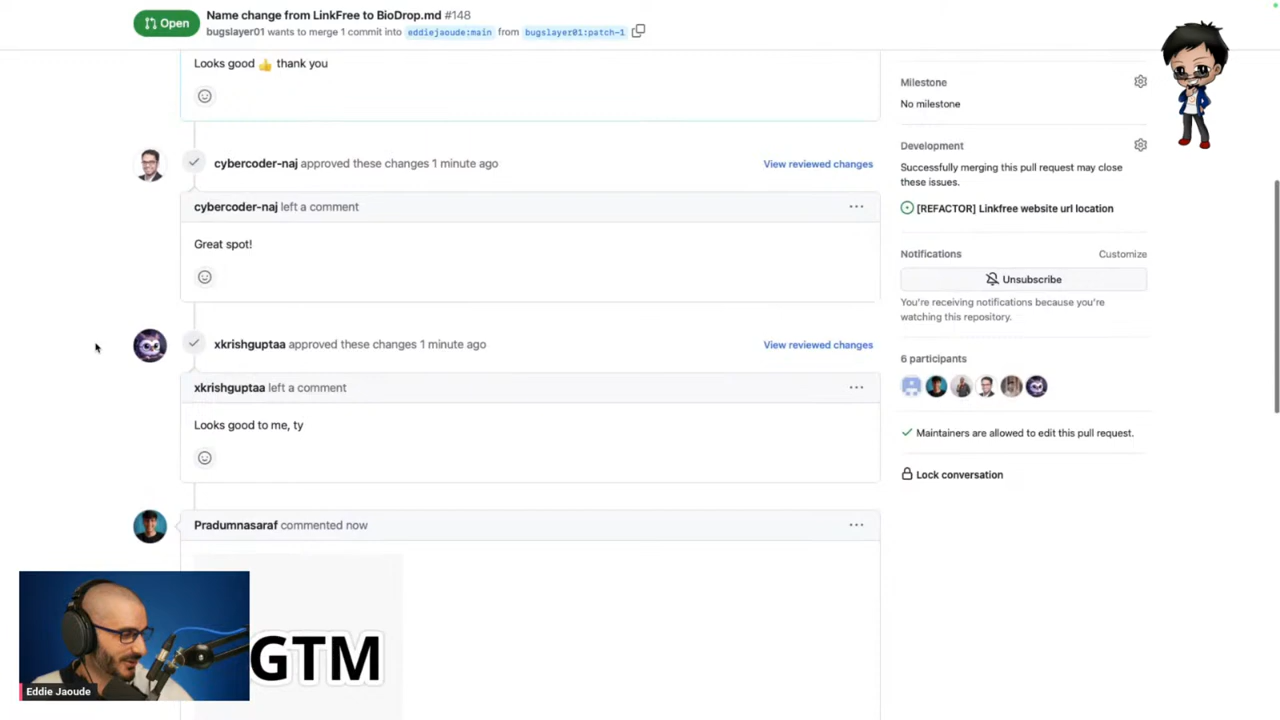 Open
Name change from LinkFree to BioDrop.md #148
bugslayer01 wants to merge 1 commit into eddiejaoude:main from bugslayer01:patch-1
Looks good 👍 thank you
cybercoder-naj approved these changes 1 minute ago
View reviewed changes
cybercoder-naj left a comment
Great spot!
xkrishguptaa approved these changes 1 minute ago
View reviewed changes
xkrishguptaa left a comment
Looks good to me, ty
Pradumnasaraf commented now
GTM
Eddie Jaoude
Milestone
No milestone
Development
Successfully merging this pull request may close
these issues.
[REFACTOR] Linkfree website url location
Notifications
Customize
Unsubscribe
You're receiving notifications because you're
watching this repository.
6 participants
Maintainers are allowed to edit this pull request.
Lock conversation